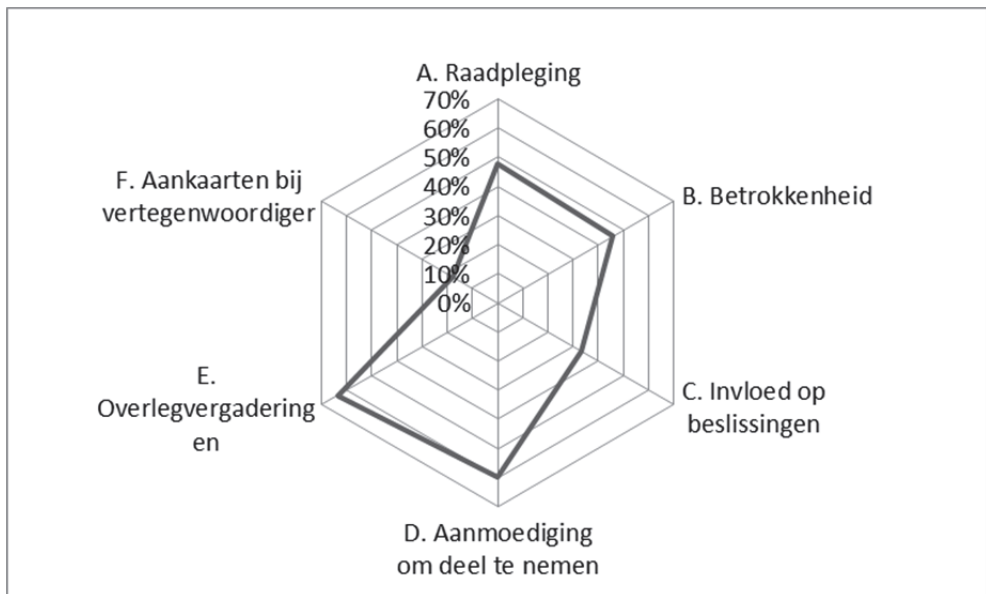 A. Raadpleging
70%
60%
50%
40%
30%
20%
10%
0%
B. Betrokkenheid
C. Invloed op
beslissingen
D. Aanmoediging
om deel te nemen
E.
Overlegvergadering
en
F. Aankaarten bij
vertegenwoordiger